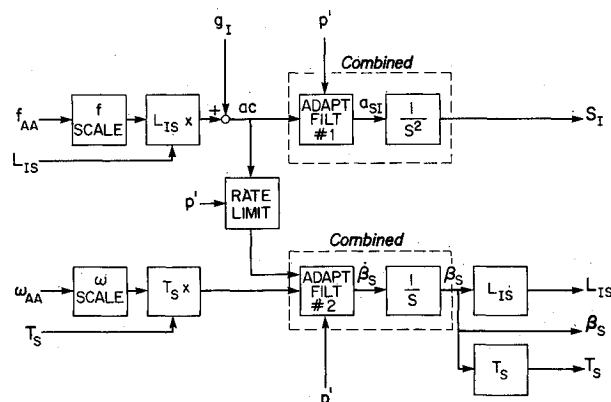 g_I
p'
Combined
f_AA
f
SCALE
L_IS x
+
ac
ADAPT
FILT
#1
a_SI
1
S²
S_I
L_IS
p'
RATE
LIMIT
Combined
ω_AA
ω
SCALE
T_S x
ADAPT
FILT
#2
β̇_S
1
S
β_S
L_IS
L_IS
β_S
T_S
T_S
T_S
p'